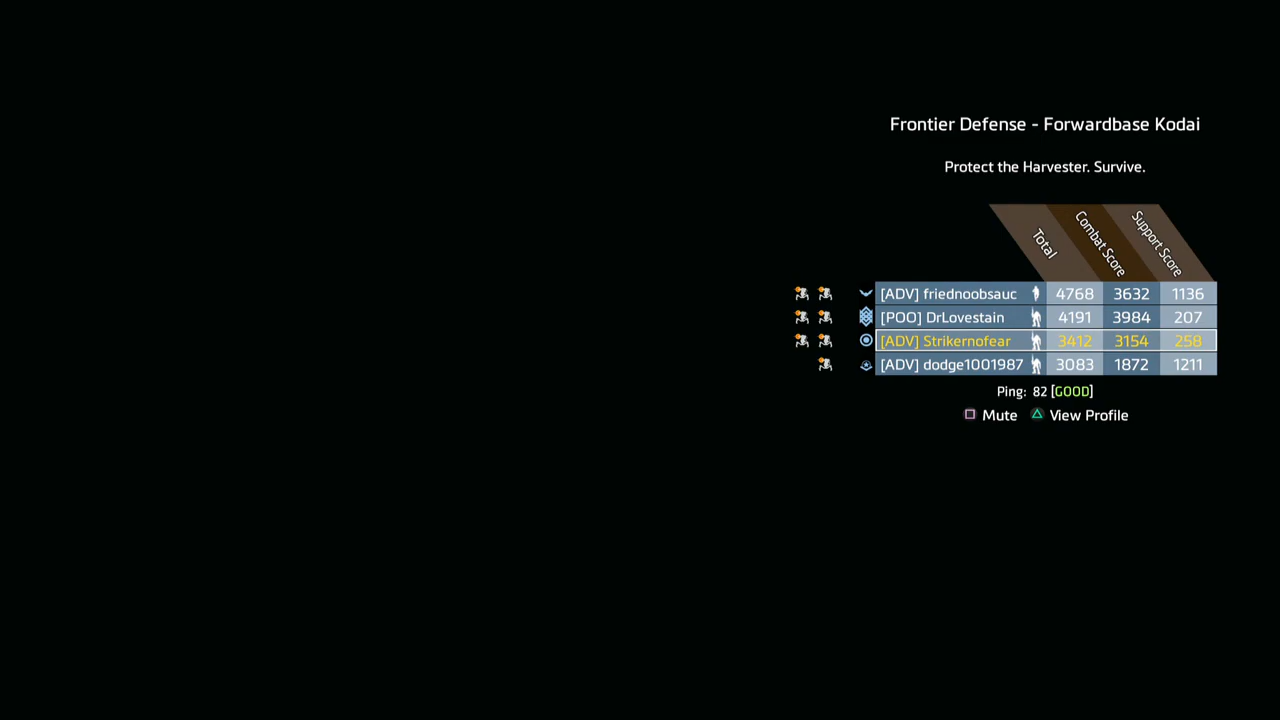 Frontier Defense - Forwardbase Kodai
Protect the Harvester. Survive.
Total Combat Score Support Score
[ADV] friednoobsauc 4768 3632 1136
[POO] DrLovestain 4191 3984 207
[ADV] Strikernofear 3412 3154 258
[ADV] dodge1001987 3083 1872 1211
Ping: 82 [GOOD]
Mute View Profile